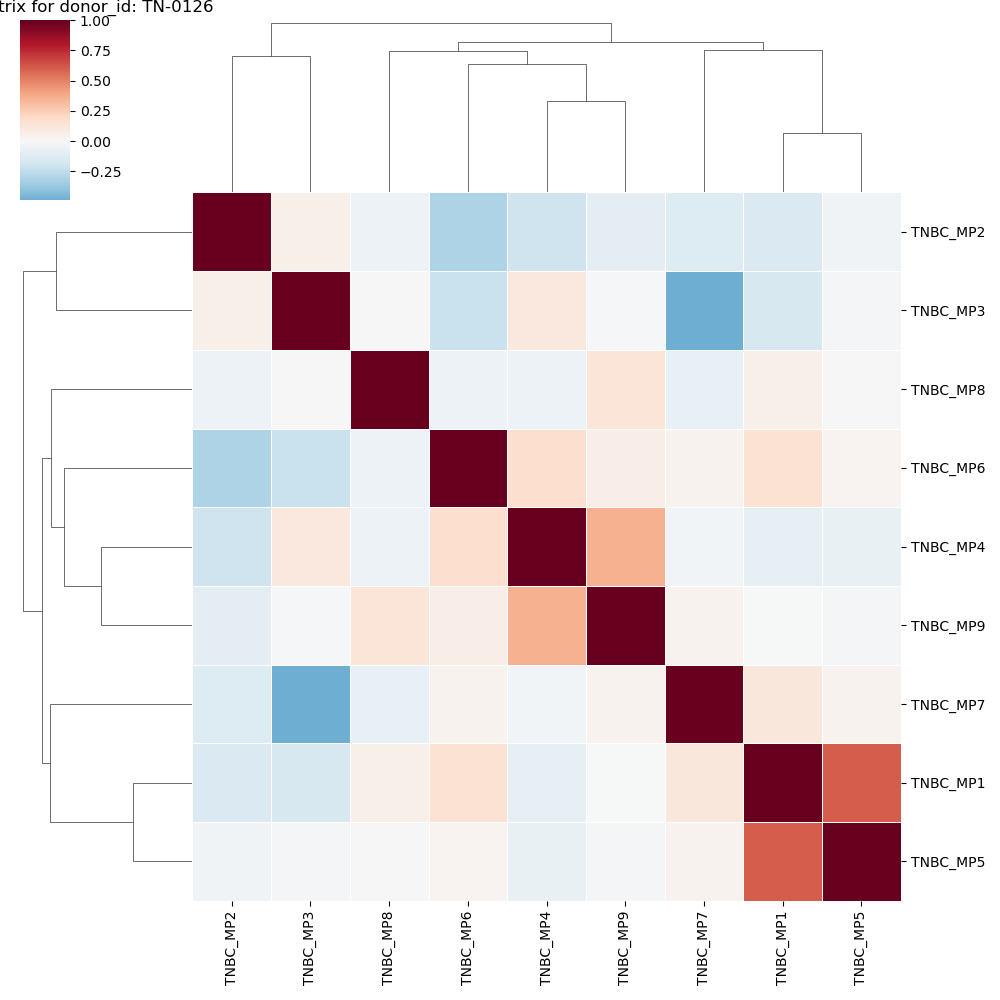 trix for donor_id: TN-0126
1.00
0.75
0.50
0.25
0.00
−0.25
TNBC_MP2
TNBC_MP3
TNBC_MP8
TNBC_MP6
TNBC_MP4
TNBC_MP9
TNBC_MP7
TNBC_MP1
TNBC_MP5
TNBC_MP2
TNBC_MP3
TNBC_MP8
TNBC_MP6
TNBC_MP4
TNBC_MP9
TNBC_MP7
TNBC_MP1
TNBC_MP5